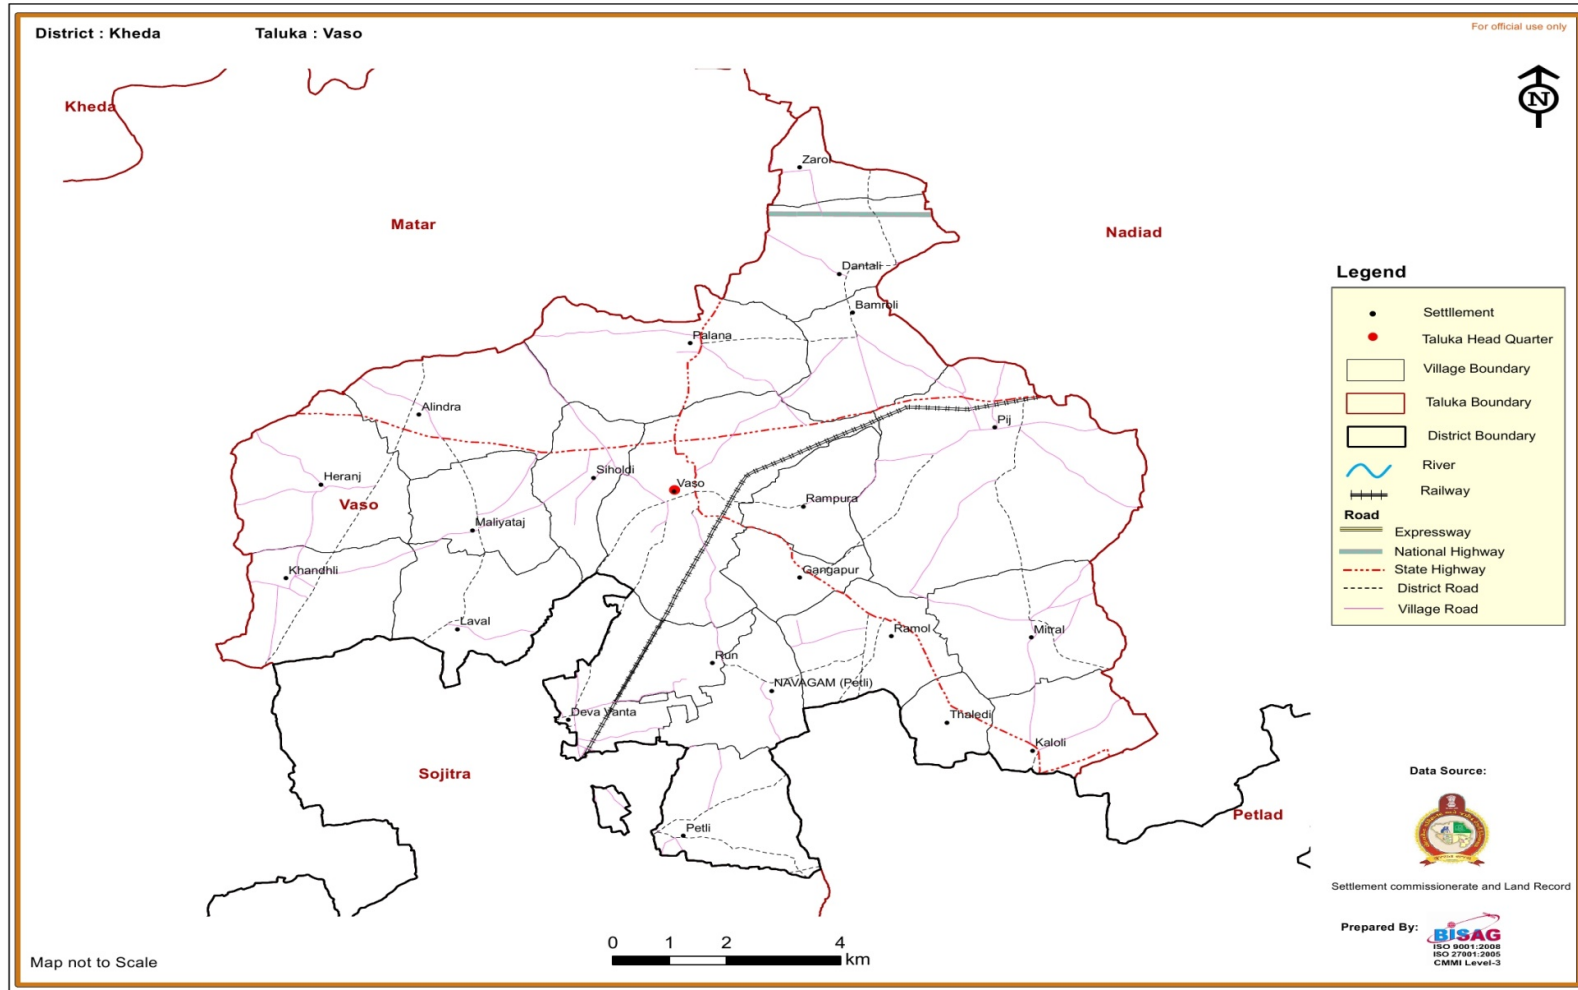 District : Kheda
Taluka : Vaso
For official use only
N
Kheda
Matar
Nadiad
Zarol
Dantali
Bamroli
Palana
Alindra
Pij
Siholdi
Heranj
Vaso
Vaso
Rampura
Maliyataj
Khandhli
Gangapur
Laval
Ramol
Mitral
Run
NAVAGAM (Petli)
Deva Vanta
Thaledi
Kaloli
Sojitra
Petlad
Petli
Legend
Settllement
Taluka Head Quarter
Village Boundary
Taluka Boundary
District Boundary
River
Railway
Road
Expressway
National Highway
State Highway
District Road
Village Road
Data Source:
Settlement commissionerate and Land Record
Prepared By:
BISAG
ISO 9001:2008
ISO 27001:2005
CMMI Level-3
0 1 2 4
km
Map not to Scale